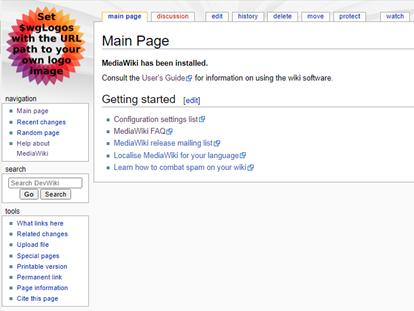 Set
$wgLogos
with the URL
path to your
own logo
image
main page
discussion
edit
history
delete
move
protect
watch
Main Page
MediaWiki has been installed.
Consult the User's Guide for information on using the wiki software.
Getting started [edit]
Configuration settings list
MediaWiki FAQ
MediaWiki release mailing list
Localise MediaWiki for your language
Learn how to combat spam on your wiki
navigation
Main page
Recent changes
Random page
Help about
MediaWiki
search
Search DevWiki
Go Search
tools
What links here
Related changes
Upload file
Special pages
Printable version
Permanent link
Page information
Cite this page